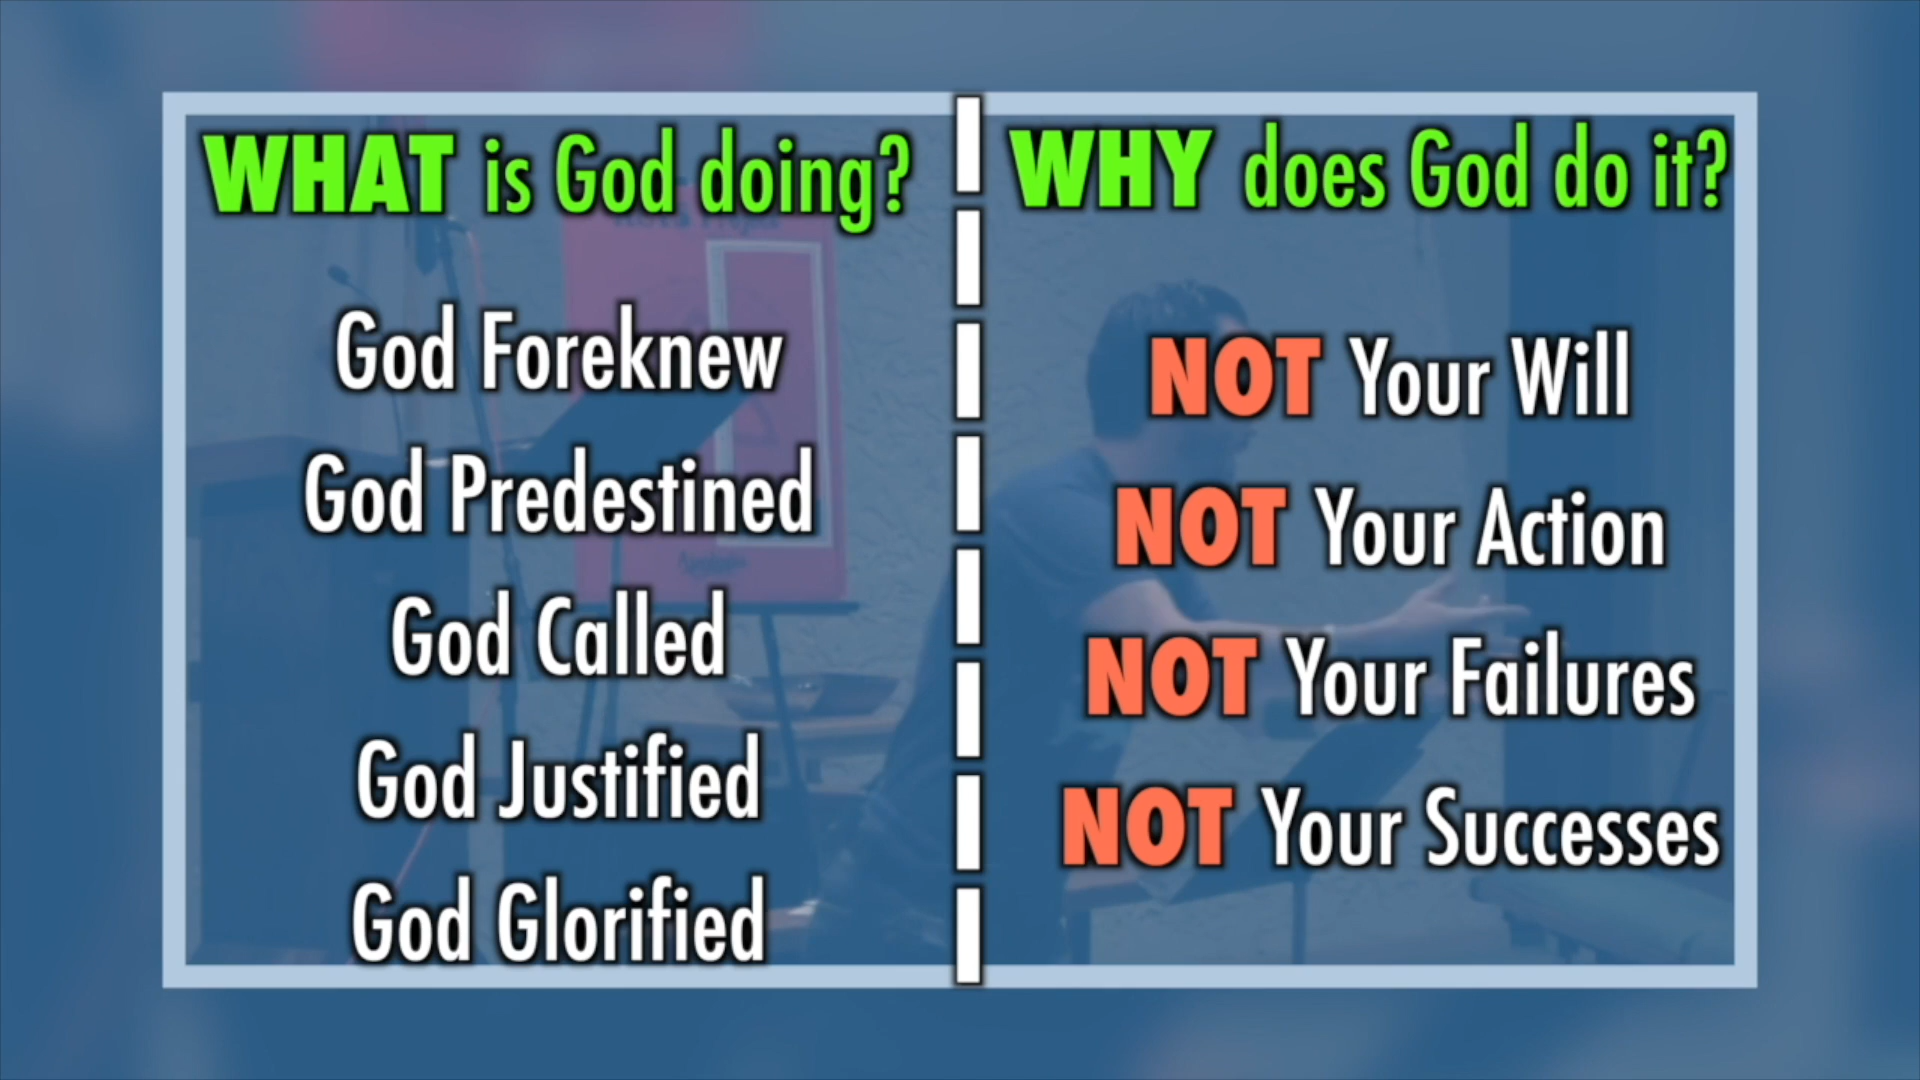 WHAT is God doing?
God Foreknew
God Predestined
God Called
God Justified
God Glorified
WHY does God do it?
NOT Your Will
NOT Your Action
NOT Your Failures
NOT Your Successes